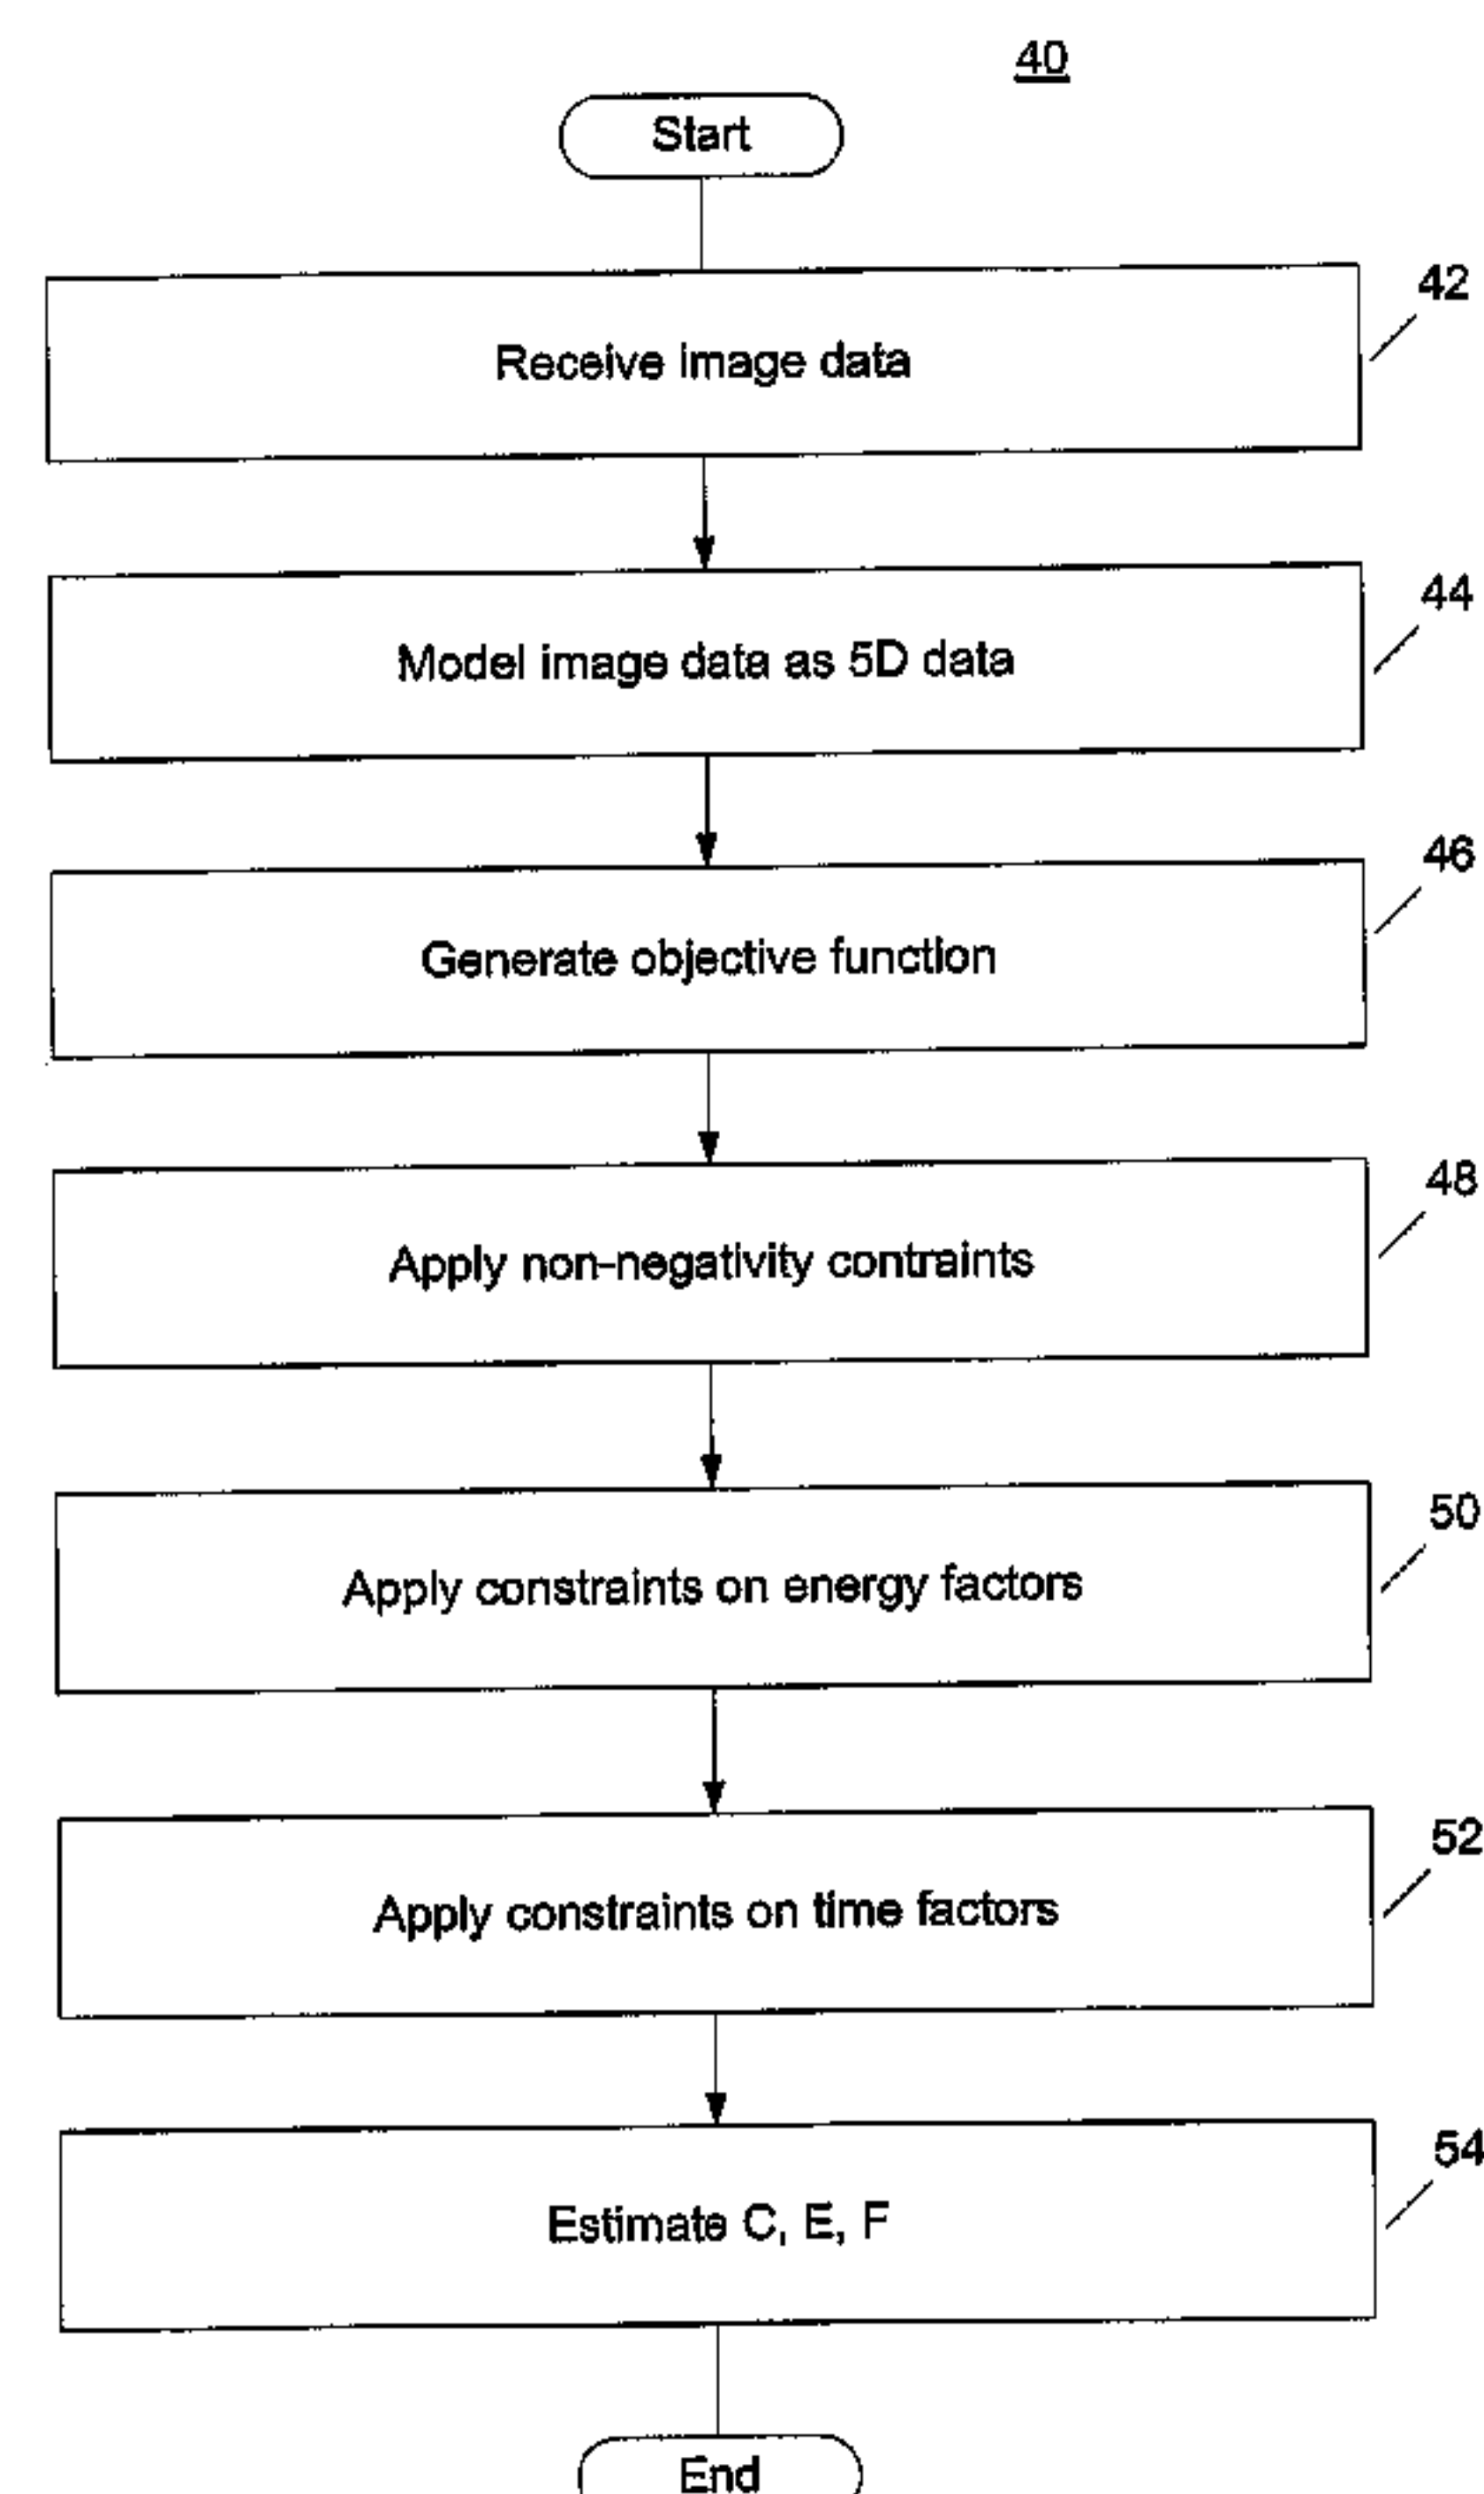 40
Start
42
Receive image data
44
Model image data as 5D data
46
Generate objective function
48
Apply non-negativity contraints
50
Apply constraints on energy factors
52
Apply constraints on time factors
54
Estimate C, E, F
End